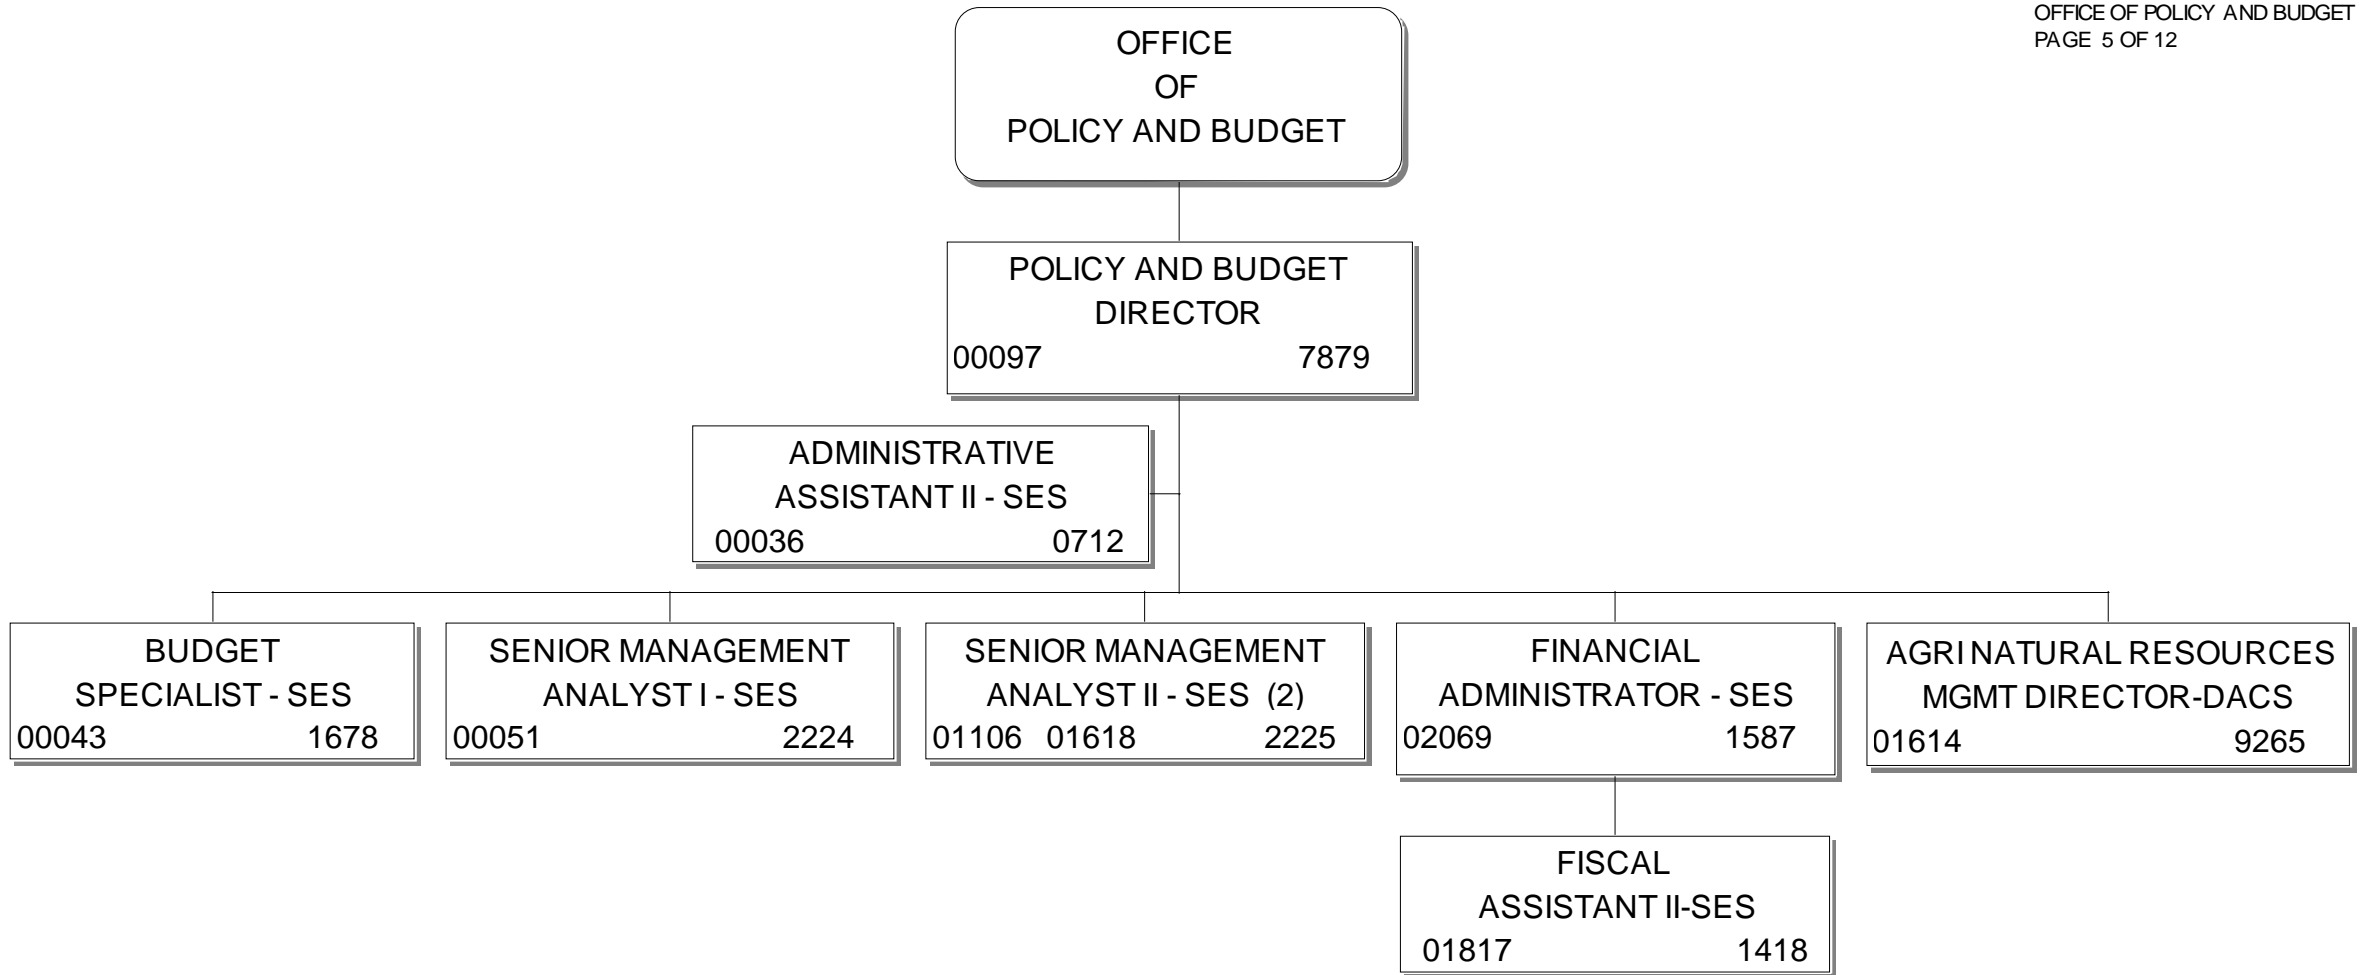 OFFICE OF POLICY AND BUDGET
PAGE 5 OF 12
OFFICE
OF
POLICY AND BUDGET
POLICY AND BUDGET
DIRECTOR
00097 7879
ADMINISTRATIVE
ASSISTANT II - SES
00036 0712
BUDGET
SPECIALIST - SES
00043 1678
SENIOR MANAGEMENT
ANALYST I - SES
00051 2224
SENIOR MANAGEMENT
ANALYST II - SES (2)
01106 01618 2225
FINANCIAL
ADMINISTRATOR - SES
02069 1587
AGRI NATURAL RESOURCES
MGMT DIRECTOR-DACS
01614 9265
FISCAL
ASSISTANT II-SES
01817 1418